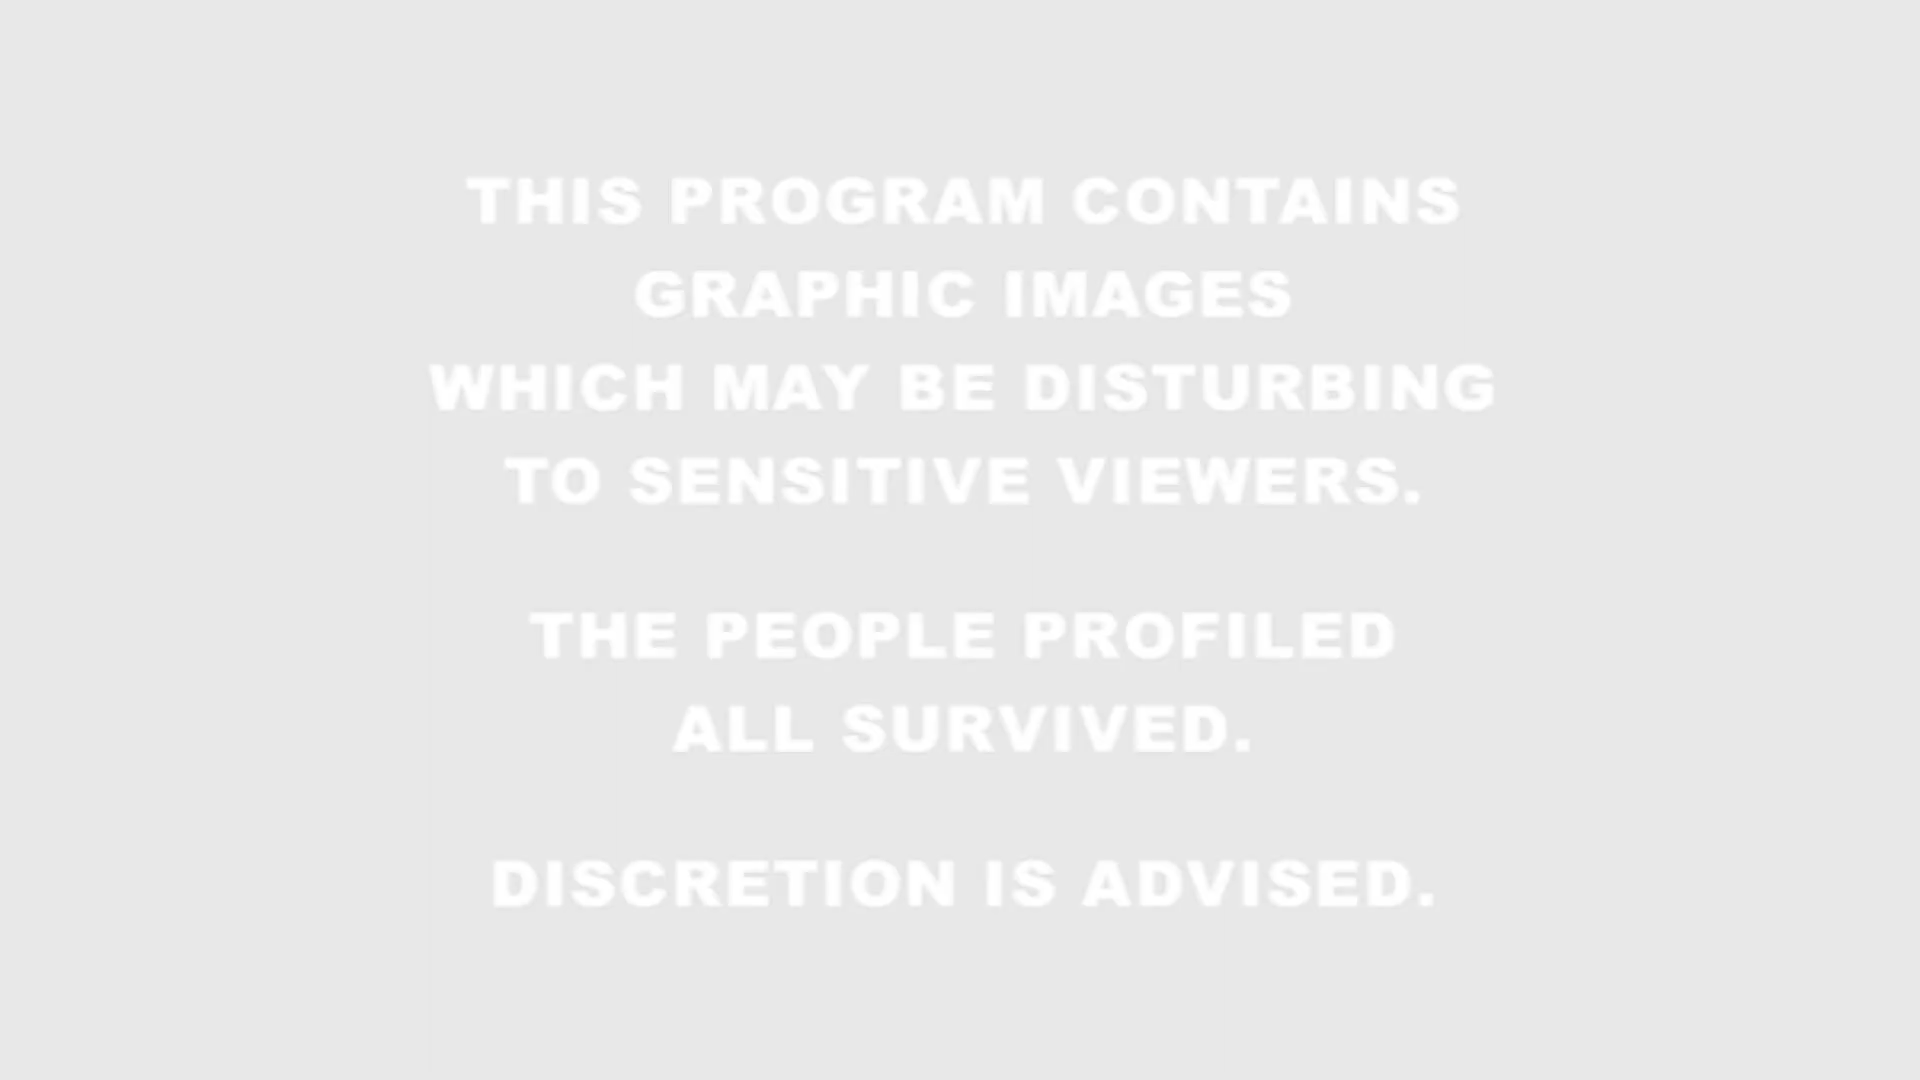 THIS PROGRAM CONTAINS
GRAPHIC IMAGES
WHICH MAY BE DISTURBING
TO SENSITIVE VIEWERS.
THE PEOPLE PROFILED
ALL SURVIVED.
DISCRETION IS ADVISED.